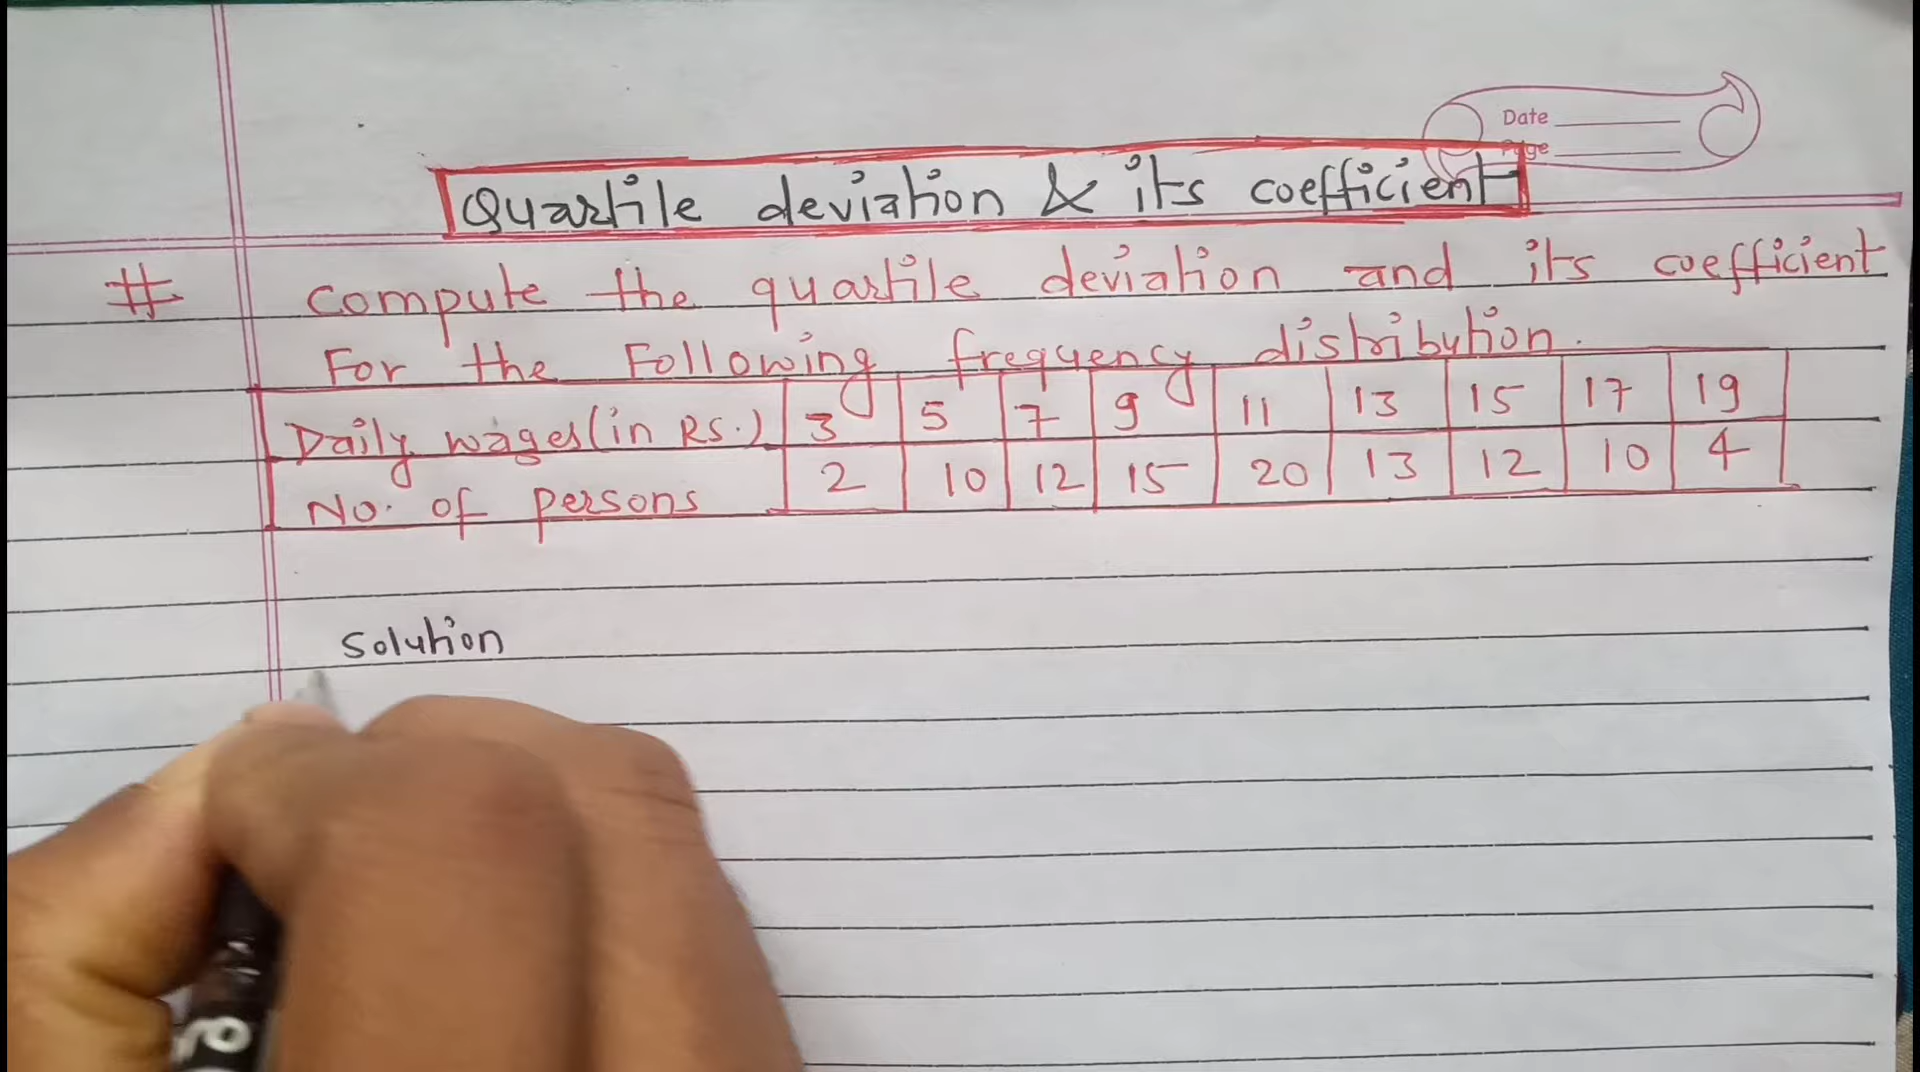 Date
Page
Quartile deviation & its coefficient
# compute the quartile deviation and its coefficient
For the Following frequency distribution.
Daily wages (in Rs.) 3 5 7 9 11 13 15 17 19
No. of persons 2 10 12 15 20 13 12 10 4
Solution